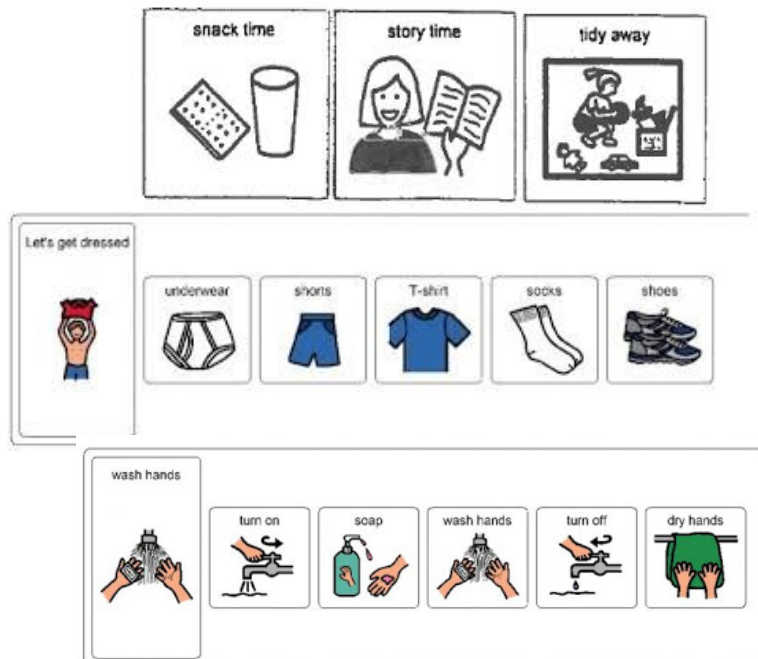 snack time
story time
tidy away
Let's get dressed
underwear
shorts
T-shirt
socks
shoes
wash hands
turn on
soap
wash hands
turn off
dry hands